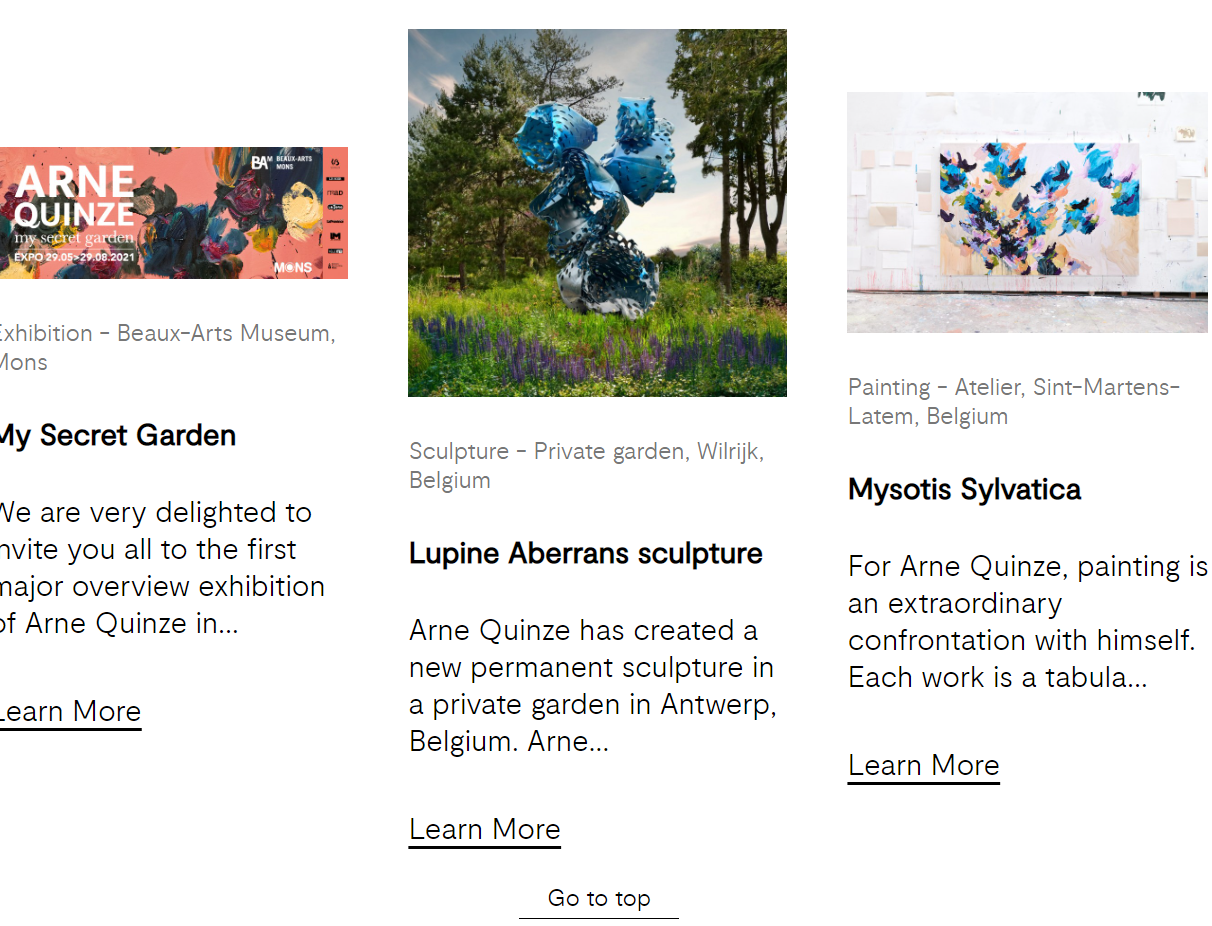 ARNE
QUINZE
my secret garden
EXPO 29.05>29.08.2021
BAM BEAUX-ARTS
MONS
MONS
Exhibition - Beaux-Arts Museum,
Mons
My Secret Garden
We are very delighted to
invite you all to the first
major overview exhibition
of Arne Quinze in...
Learn More
Sculpture - Private garden, Wilrijk,
Belgium
Lupine Aberrans sculpture
Arne Quinze has created a
new permanent sculpture in
a private garden in Antwerp,
Belgium. Arne...
Learn More
Painting - Atelier, Sint-Martens-
Latem, Belgium
Mysotis Sylvatica
For Arne Quinze, painting is
an extraordinary
confrontation with himself.
Each work is a tabula...
Learn More
Go to top